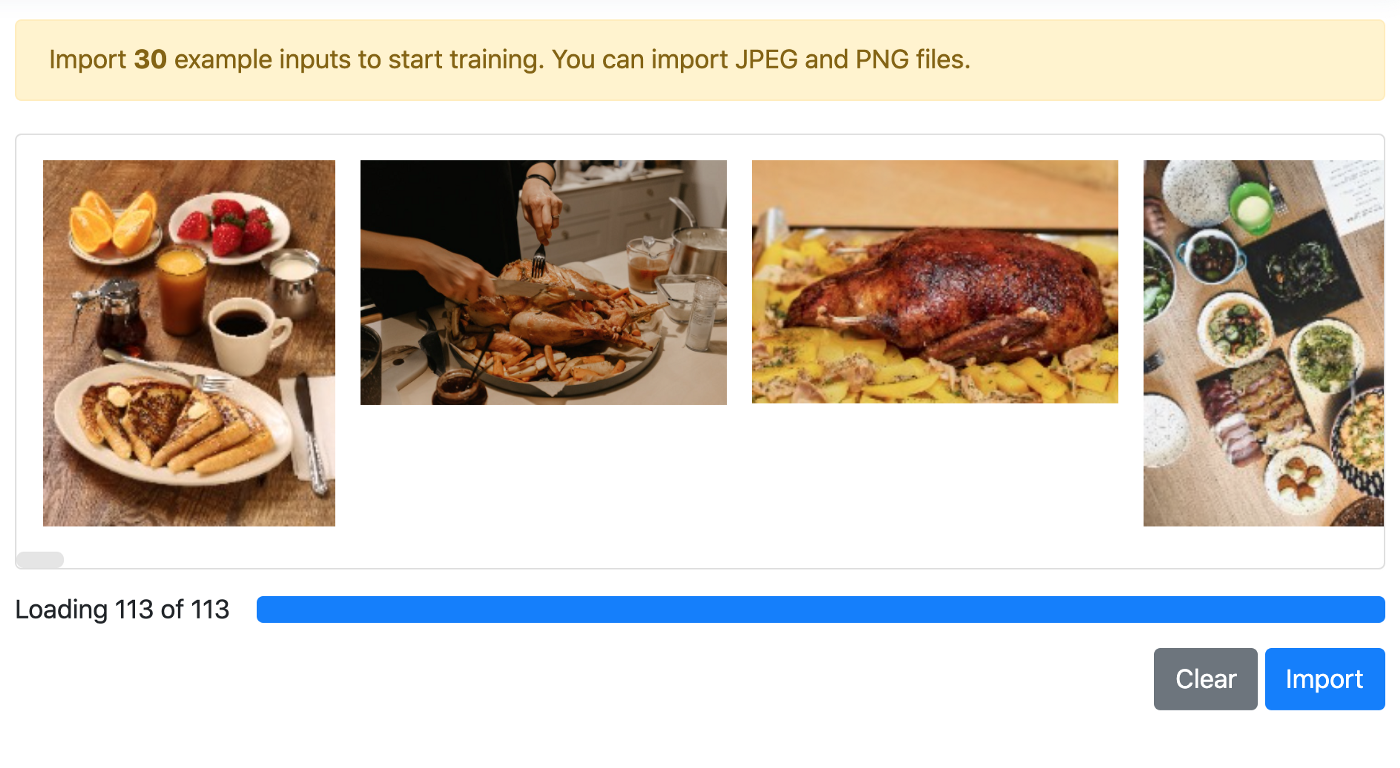 Import 30 example inputs to start training. You can import JPEG and PNG files.
Loading 113 of 113
Clear
Import